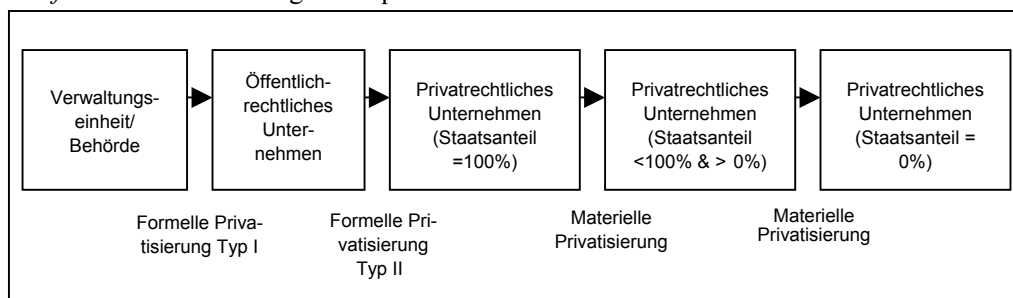 Verwaltungs-
einheit/
Behörde
Öffentlich-
rechtliches
Unter-
nehmen
Privatrechtliches
Unternehmen
(Staatsanteil
=100%)
Privatrechtliches
Unternehmen
(Staatsanteil
<100% & > 0%)
Privatrechtliches
Unternehmen
(Staatsanteil =
0%)
Formelle Priva-
tisierung Typ I
Formelle Pri-
vatisierung
Typ II
Materielle
Privatisierung
Materielle
Privatisierung